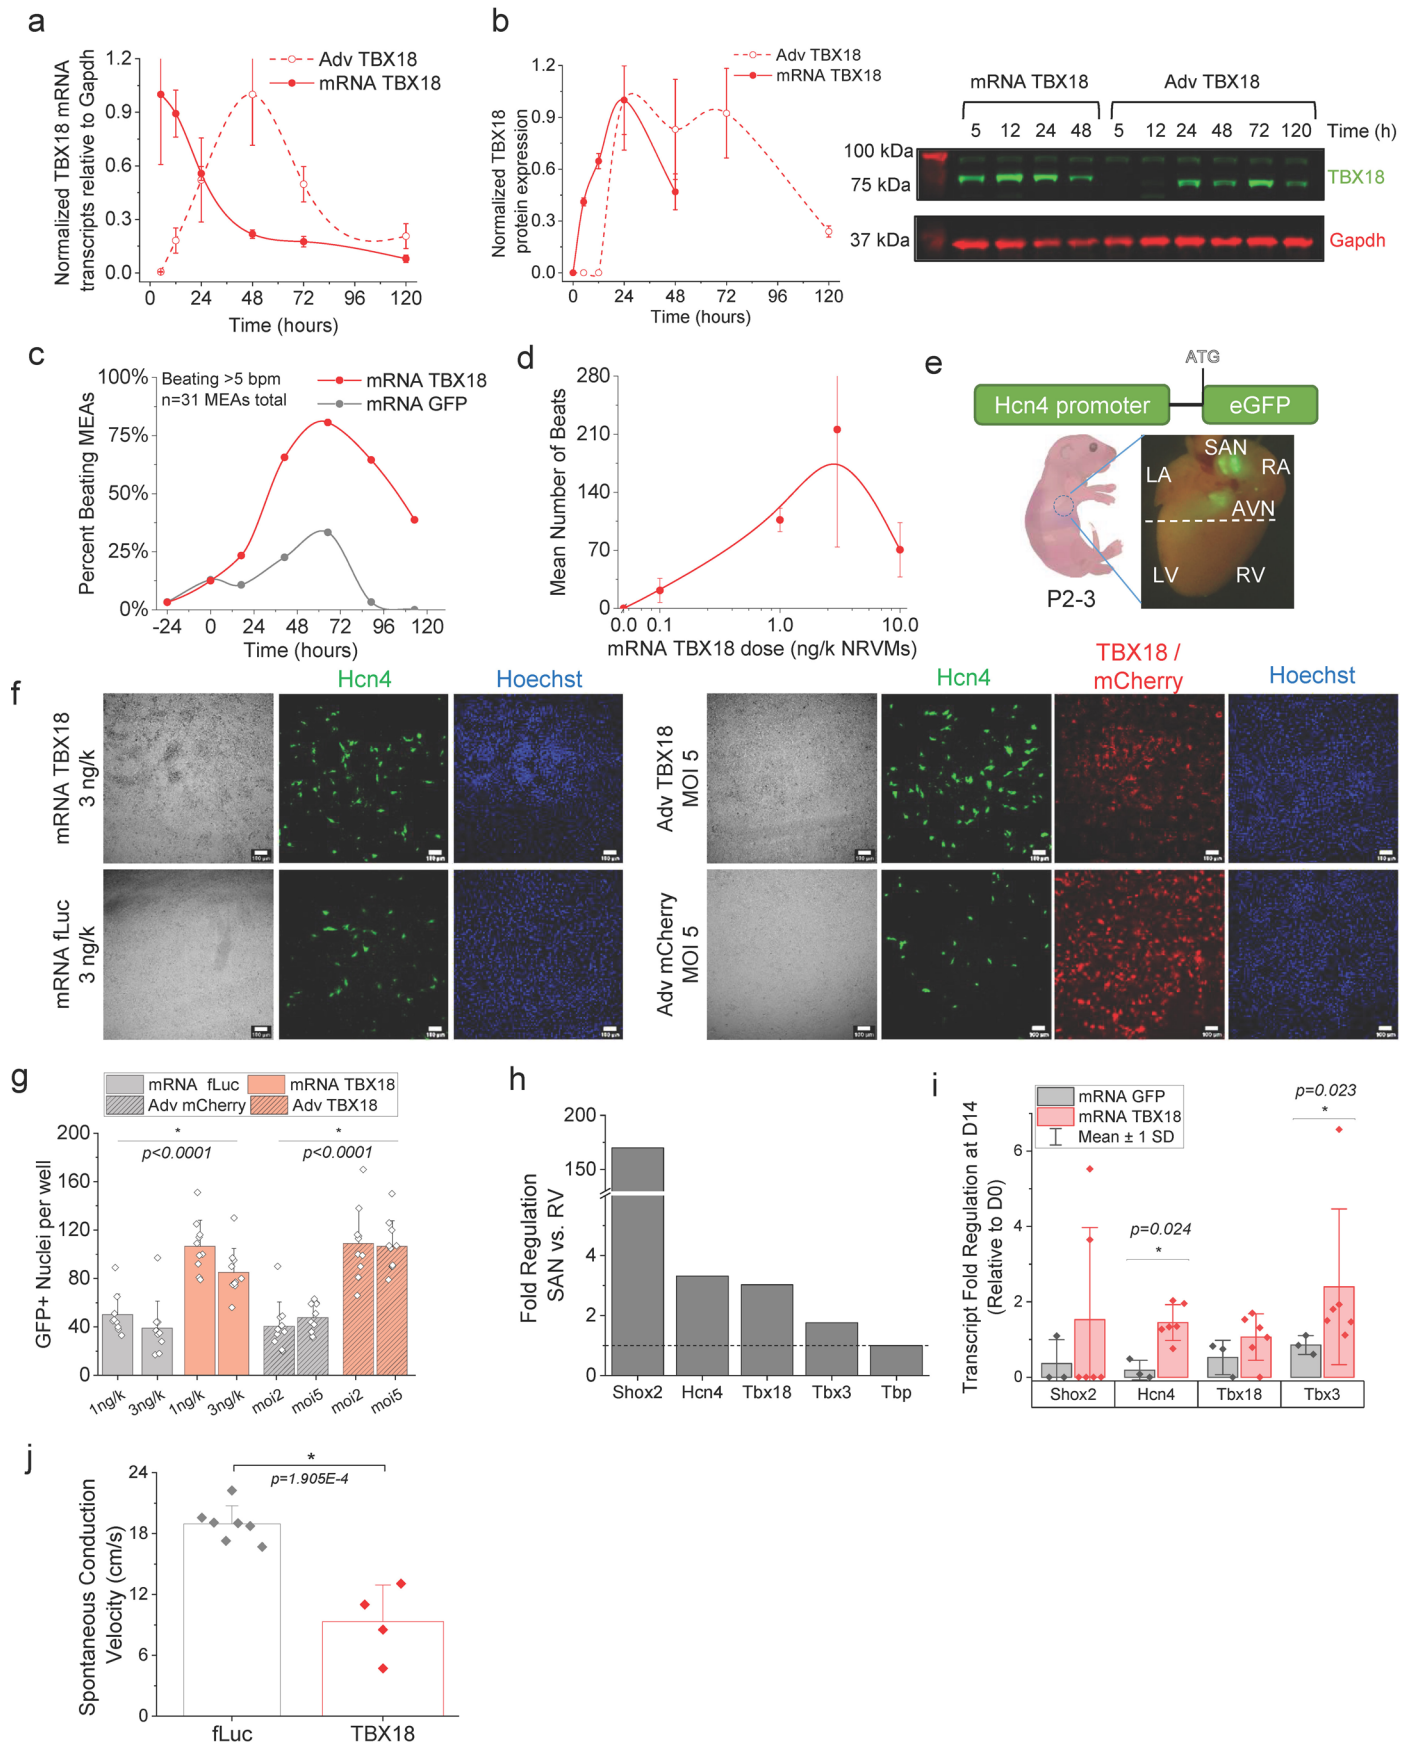 a
Normalized TBX18 mRNA
transcripts relative to Gapdh
1.2
0.9
0.6
0.3
0.0
0 24 48 72 96 120
Time (hours)
Adv TBX18
mRNA TBX18
b
Normalized TBX18
protein expression
1.2
0.9
0.6
0.3
0.0
0 24 48 72 96 120
Time (hours)
Adv TBX18
mRNA TBX18
mRNA TBX18 Adv TBX18
5 12 24 48 5 12 24 48 72 120 Time (h)
100 kDa
75 kDa
TBX18
37 kDa
Gapdh
c
Percent Beating MEAs
100%
75%
50%
25%
0%
-24 0 24 48 72 96 120
Time (hours)
Beating >5 bpm
n=31 MEAs total
mRNA TBX18
mRNA GFP
d
Mean Number of Beats
280
210
140
70
0
0.0 0.1 1.0 10.0
mRNA TBX18 dose (ng/k NRVMs)
e
ATG
Hcn4 promoter
eGFP
SAN
LA
RA
AVN
LV
RV
P2-3
f
Hcn4
Hoechst
Hcn4
TBX18 /
mCherry
Hoechst
mRNA TBX18
3 ng/k
Adv TBX18
MOI 5
mRNA fLuc
3 ng/k
Adv mCherry
MOI 5
g
mRNA fLuc
mRNA TBX18
Adv mCherry
Adv TBX18
GFP+ Nuclei per well
200
160
120
80
40
0
*
p<0.0001
*
p<0.0001
1ng/k 3ng/k 1ng/k 3ng/k moi2 moi5 moi2 moi5
h
Fold Regulation
SAN vs. RV
200
150
4
2
0
Shox2 Hcn4 Tbx18 Tbx3 Tbp
i
Transcript Fold Regulation at D14
(Relative to D0)
mRNA GFP
mRNA TBX18
Mean ± 1 SD
6
4
2
0
p=0.024
*
p=0.023
*
Shox2 Hcn4 Tbx18 Tbx3
j
Spontaneous Conduction
Velocity (cm/s)
24
18
12
6
0
*
p=1.905E-4
fLuc TBX18